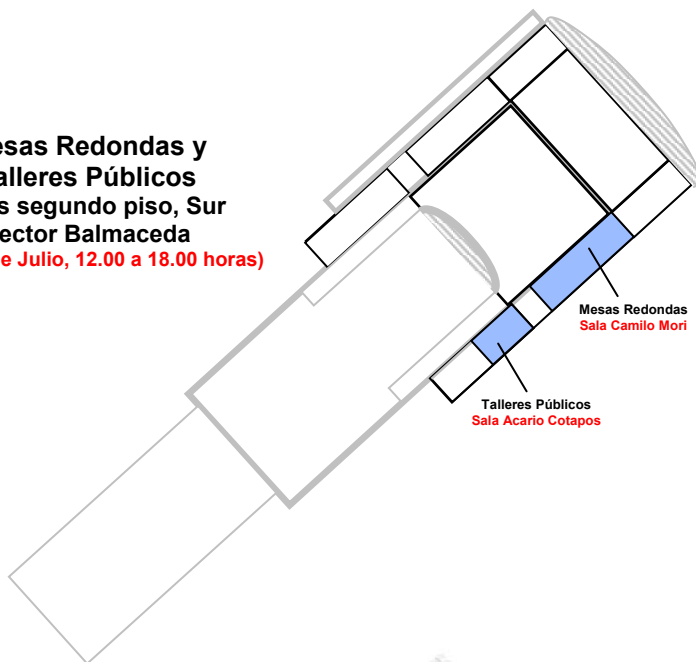 esas Redondas y
alleres Públicos
s segundo piso, Sur
ector Balmaceda
e Julio, 12.00 a 18.00 horas)
Mesas Redondas
Sala Camilo Mori
Talleres Públicos
Sala Acario Cotapos